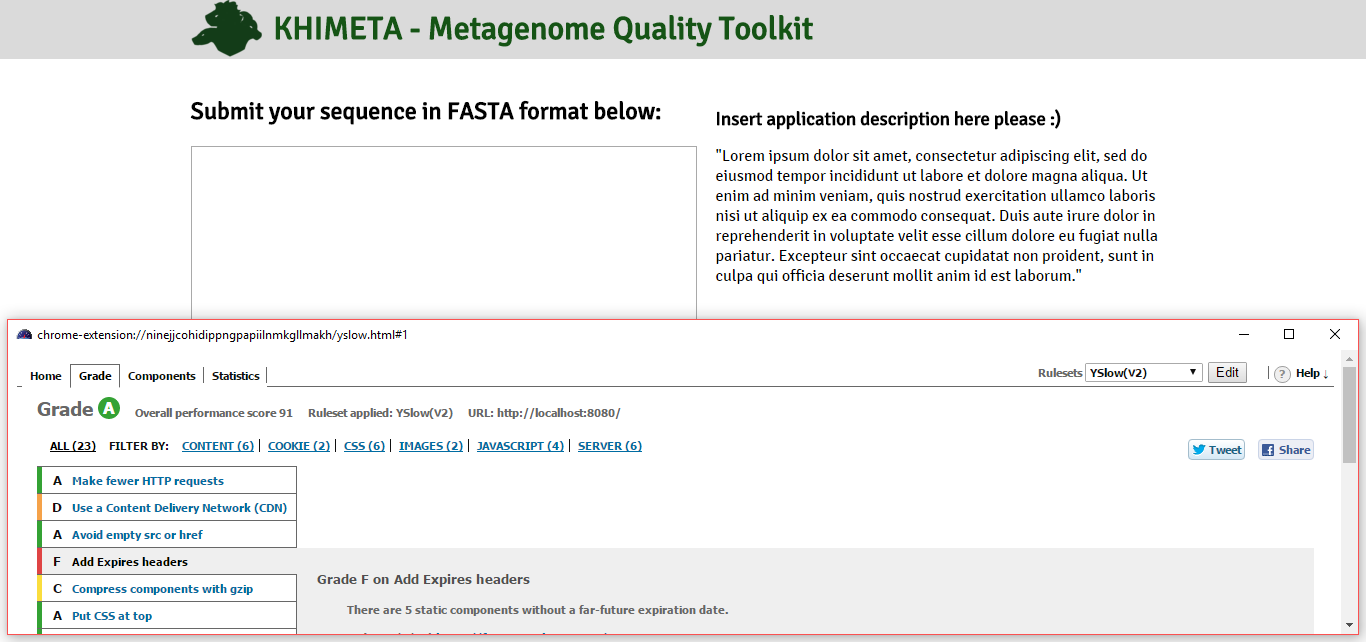 KHIMETA - Metagenome Quality Toolkit
Submit your sequence in FASTA format below:
Insert application description here please :)
"Lorem ipsum dolor sit amet, consectetur adipiscing elit, sed do
eiusmod tempor incididunt ut labore et dolore magna aliqua. Ut
enim ad minim veniam, quis nostrud exercitation ullamco laboris
nisi ut aliquip ex ea commodo consequat. Duis aute irure dolor in
reprehenderit in voluptate velit esse cillum dolore eu fugiat nulla
pariatur. Excepteur sint occaecat cupidatat non proident, sunt in
culpa qui officia deserunt mollit anim id est laborum."
chrome-extension://ninejjcohidippngpapiilnmkgllmakh/yslow.html#1
Home Grade Components Statistics Rulesets YSlow(V2) Edit ? Help ↓
Grade A Overall performance score 91 Ruleset applied: YSlow(V2) URL: http://localhost:8080/
ALL (23) FILTER BY: CONTENT (6) | COOKIE (2) | CSS (6) | IMAGES (2) | JAVASCRIPT (4) | SERVER (6) Tweet Share
A Make fewer HTTP requests
D Use a Content Delivery Network (CDN)
A Avoid empty src or href
F Add Expires headers
C Compress components with gzip
A Put CSS at top
Grade F on Add Expires headers
There are 5 static components without a far-future expiration date.